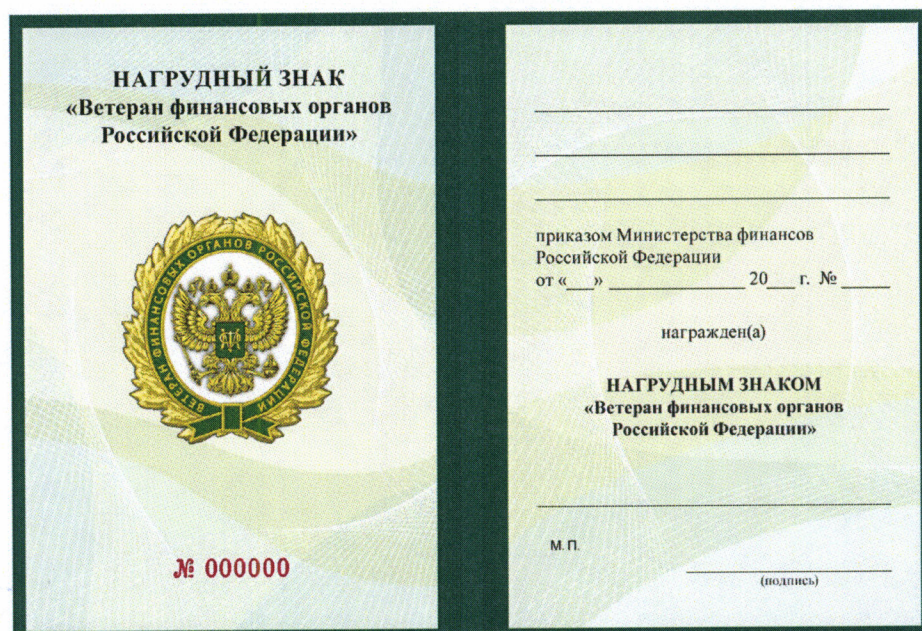 НАГРУДНЫЙ ЗНАК
«Ветеран финансовых органов
Российской Федерации»
ВЕТЕРАН ФИНАНСОВЫХ ОРГАНОВ РОССИЙСКОЙ ФЕДЕРАЦИИ
№ 000000
приказом Министерства финансов
Российской Федерации
от «___» ______________ 20___ г. № _____
награжден(а)
НАГРУДНЫМ ЗНАКОМ
«Ветеран финансовых органов
Российской Федерации»
М. П.
(подпись)